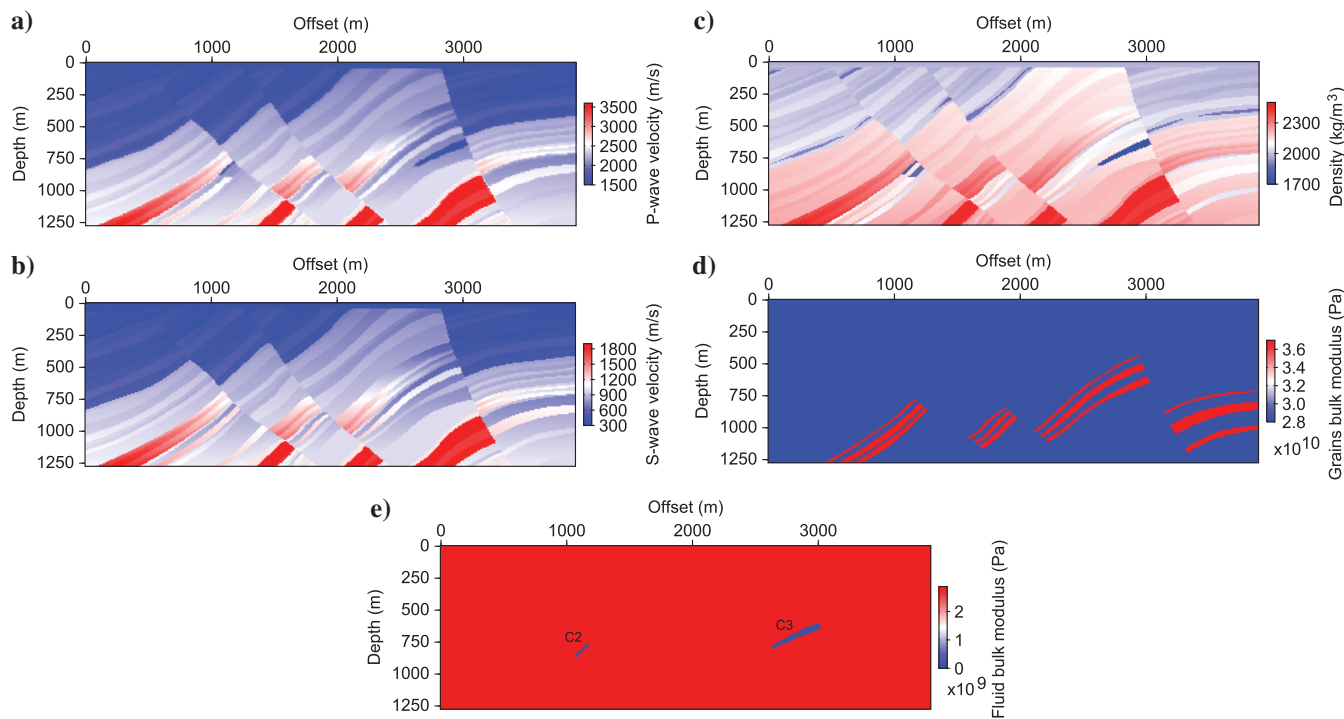 a)
Offset (m)
0 1000 2000 3000
Depth (m)
0
250
500
750
1000
1250
3500
3000
2500
2000
1500
P-wave velocity (m/s)
c)
Offset (m)
0 1000 2000 3000
Depth (m)
0
250
500
750
1000
1250
2300
2000
1700
Density (kg/m3)
b)
Offset (m)
0 1000 2000 3000
Depth (m)
0
250
500
750
1000
1250
1800
1500
1200
900
600
300
S-wave velocity (m/s)
d)
Offset (m)
0 1000 2000 3000
Depth (m)
0
250
500
750
1000
1250
3.6
3.4
3.2
3.0
2.8
×10^10
Grains bulk modulus (Pa)
e)
Offset (m)
0 1000 2000 3000
Depth (m)
0
250
500
750
1000
1250
C2
C3
2
1
0
×10^9
Fluid bulk modulus (Pa)